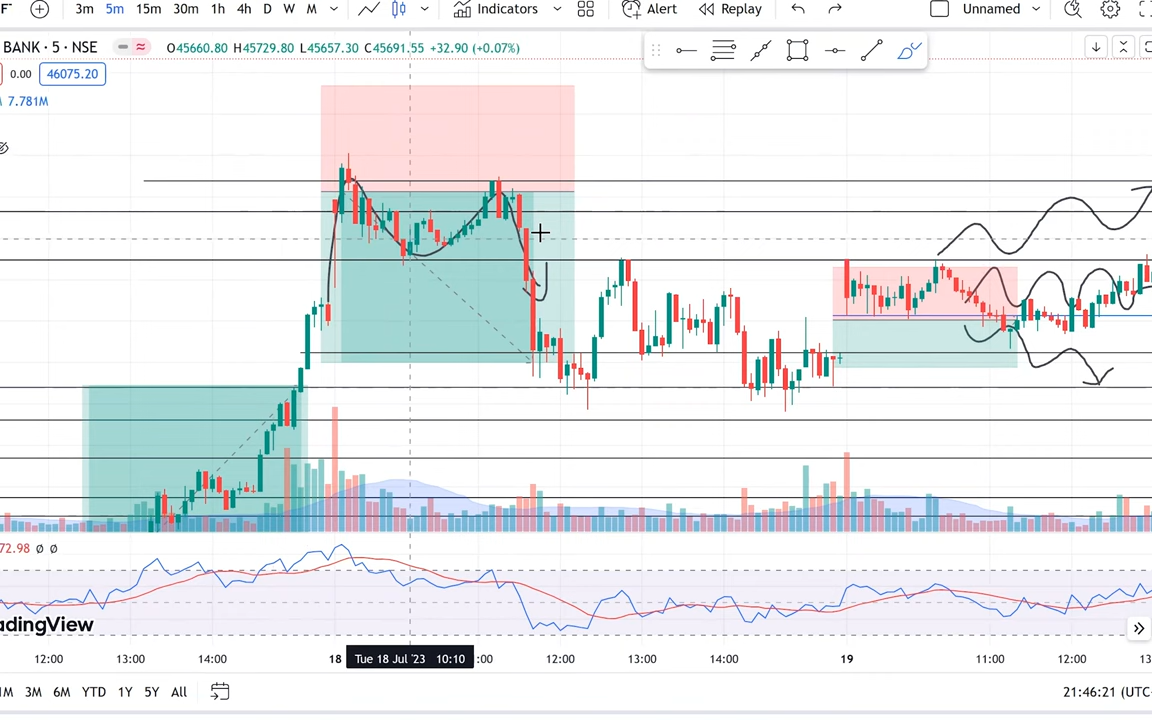 3m 5m 15m 30m 1h 4h D W M Indicators Alert Replay Unnamed
BANK · 5 · NSE O45660.80 H45729.80 L45657.30 C45691.55 +32.90 (+0.07%)
0.00 46075.20
7.781M
72.98 Ø Ø
adingView
12:00 13:00 14:00 18 Tue 18 Jul '23 10:10 :00 12:00 13:00 14:00 19 11:00 12:00 13
1M 3M 6M YTD 1Y 5Y All 21:46:21 (UTC